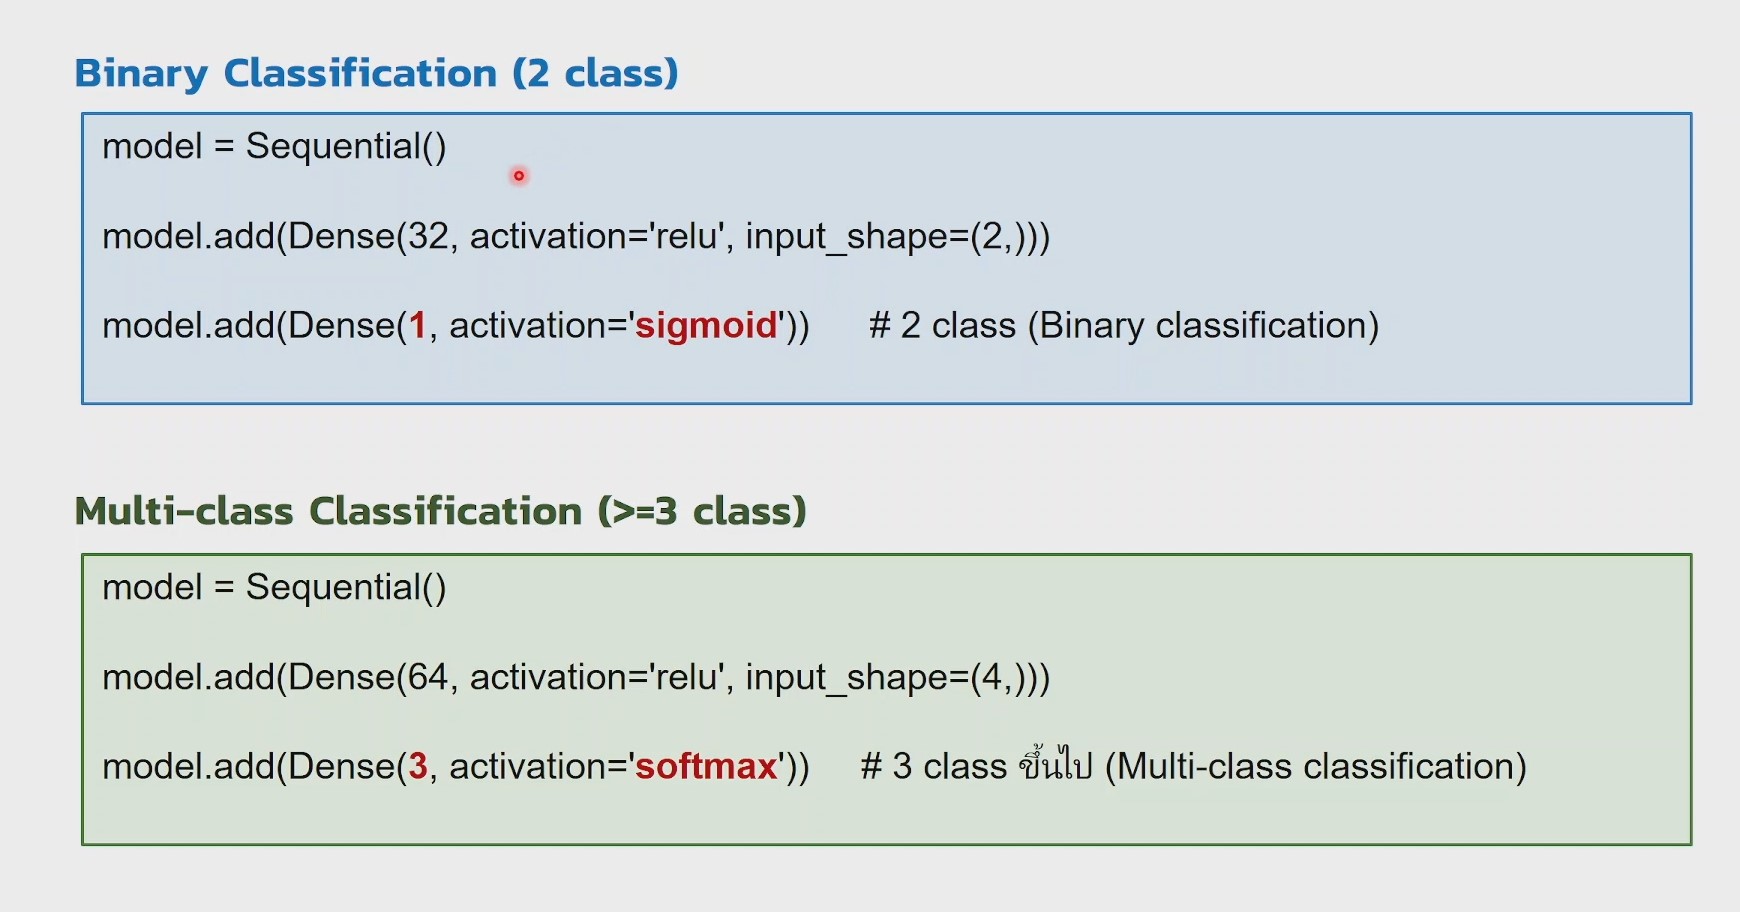 Binary Classification (2 class)
model = Sequential()
model.add(Dense(32, activation='relu', input_shape=(2,)))
model.add(Dense(1, activation='sigmoid'))    # 2 class (Binary classification)
Multi-class Classification (>=3 class)
model = Sequential()
model.add(Dense(64, activation='relu', input_shape=(4,)))
model.add(Dense(3, activation='softmax'))    # 3 class ขึ้นไป (Multi-class classification)